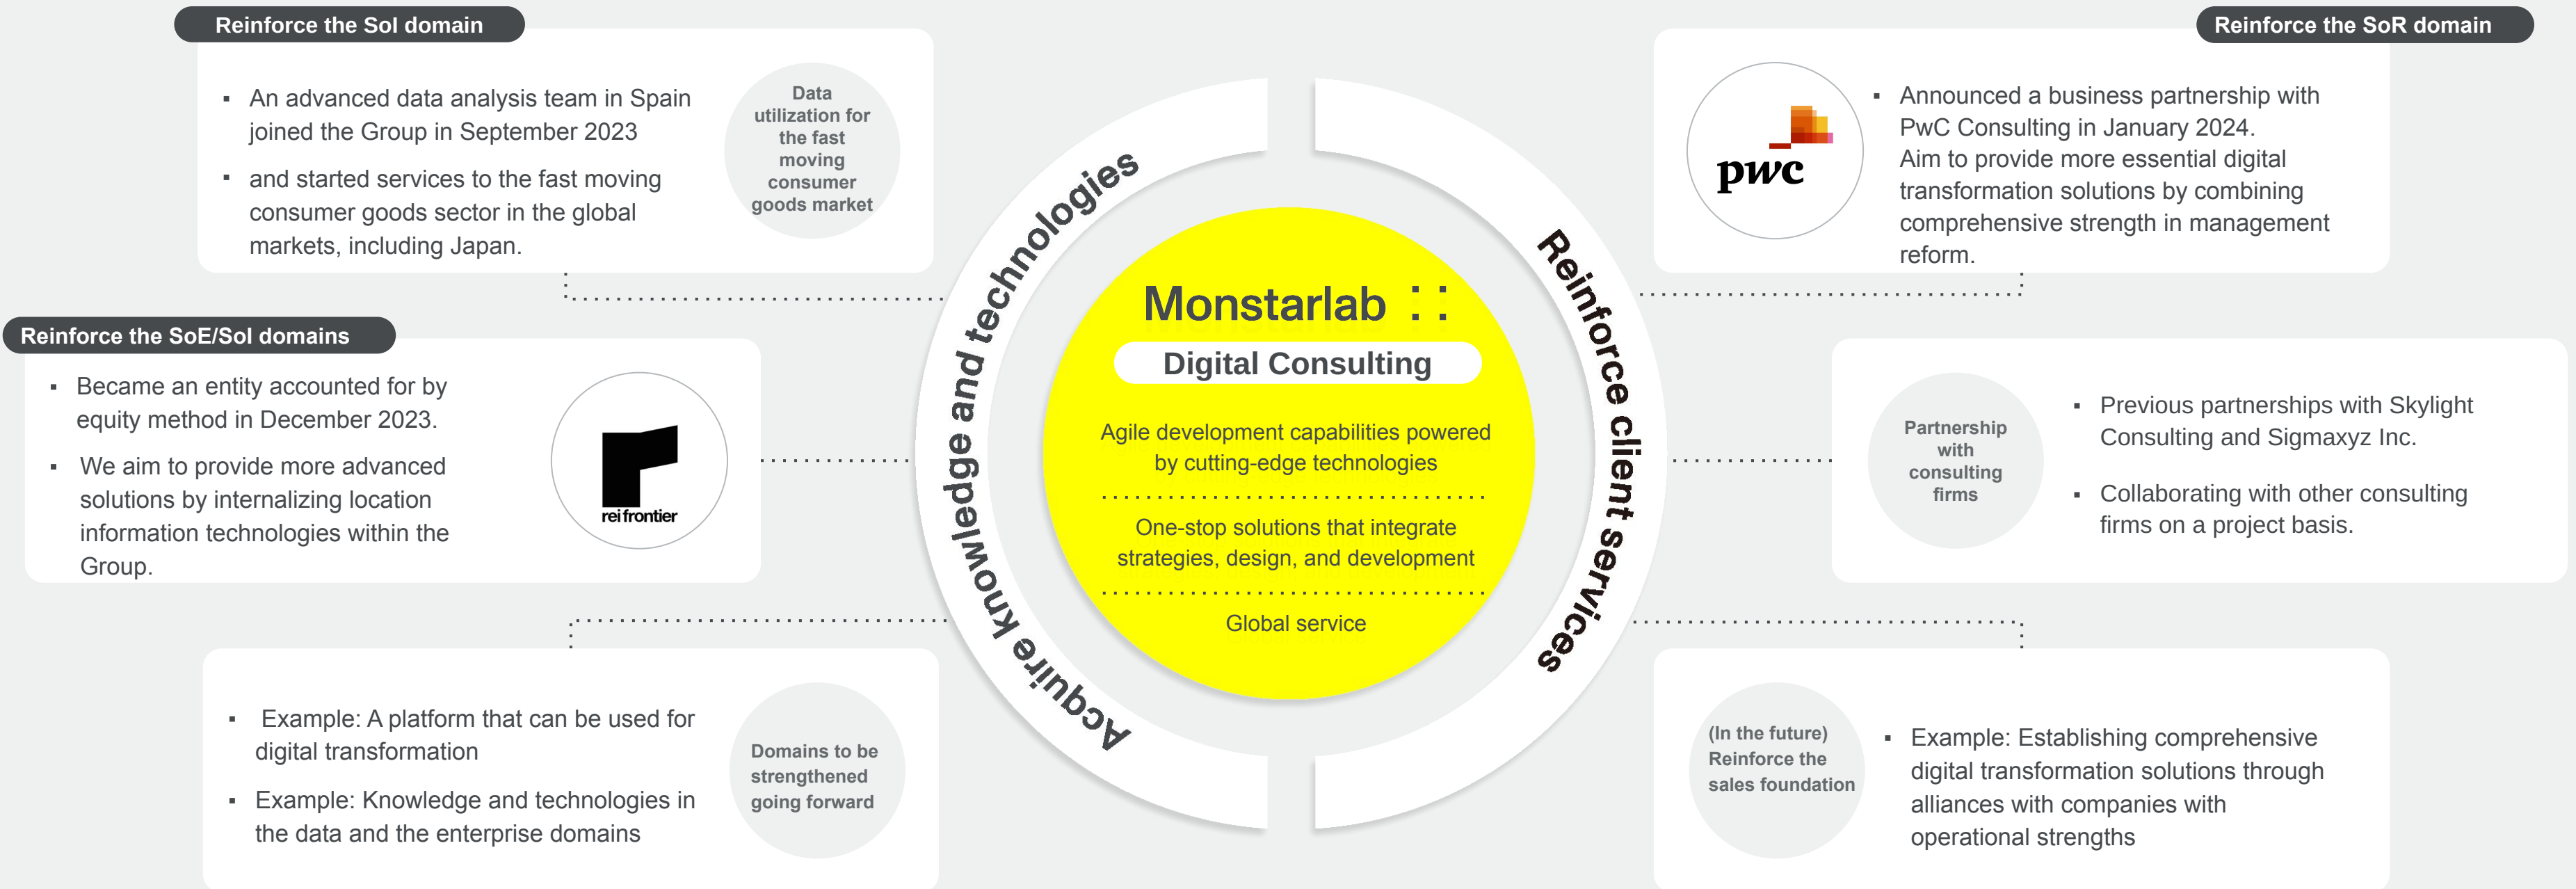 Reinforce the SoI domain
▪ An advanced data analysis team in Spain
joined the Group in September 2023
▪ and started services to the fast moving
consumer goods sector in the global
markets, including Japan.
Data
utilization for
the fast
moving
consumer
goods market
Reinforce the SoE/SoI domains
▪ Became an entity accounted for by
equity method in December 2023.
▪ We aim to provide more advanced
solutions by internalizing location
information technologies within the
Group.
rei frontier
▪ Example: A platform that can be used for
digital transformation
▪ Example: Knowledge and technologies in
the data and the enterprise domains
Domains to be
strengthened
going forward
Acquire knowledge and technologies
Monstarlab ::
Digital Consulting
Agile development capabilities powered
by cutting-edge technologies
One-stop solutions that integrate
strategies, design, and development
Global service
Reinforce client services
Reinforce the SoR domain
pwc
▪ Announced a business partnership with
PwC Consulting in January 2024.
Aim to provide more essential digital
transformation solutions by combining
comprehensive strength in management
reform.
Partnership
with
consulting
firms
▪ Previous partnerships with Skylight
Consulting and Sigmaxyz Inc.
▪ Collaborating with other consulting
firms on a project basis.
(In the future)
Reinforce the
sales foundation
▪ Example: Establishing comprehensive
digital transformation solutions through
alliances with companies with
operational strengths